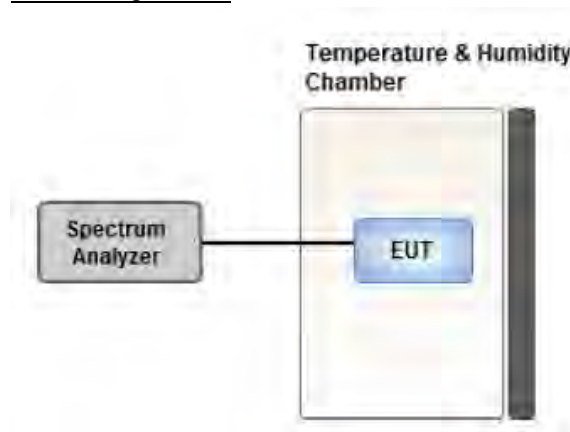 Temperature & Humidity
Chamber
Spectrum
Analyzer
EUT